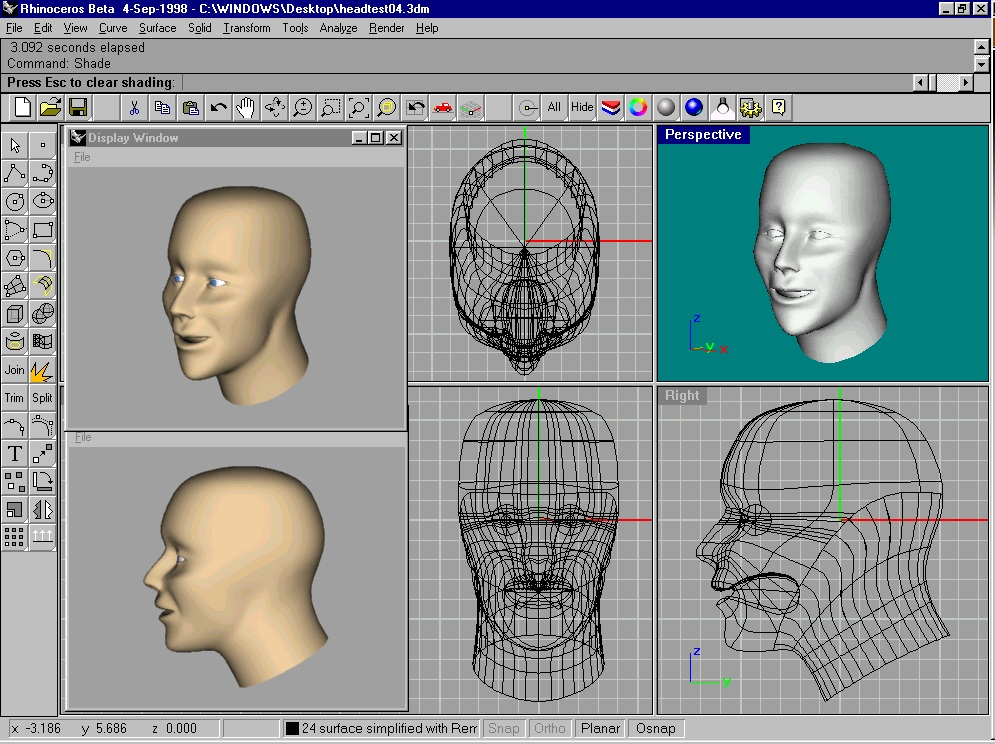 Rhinoceros Beta 4-Sep-1998 - C:\WINDOWS\Desktop\headtest04.3dm
File Edit View Curve Surface Solid Transform Tools Analyze Render Help
3.092 seconds elapsed
Command: Shade
Press Esc to clear shading:
All Hide ?
Display Window
File
Perspective
z
y x
Join
Trim Split
File
Right
T
z
y
x -3.186 y 5.686 z 0.000 24 surface simplified with Rem Snap Ortho Planar Osnap